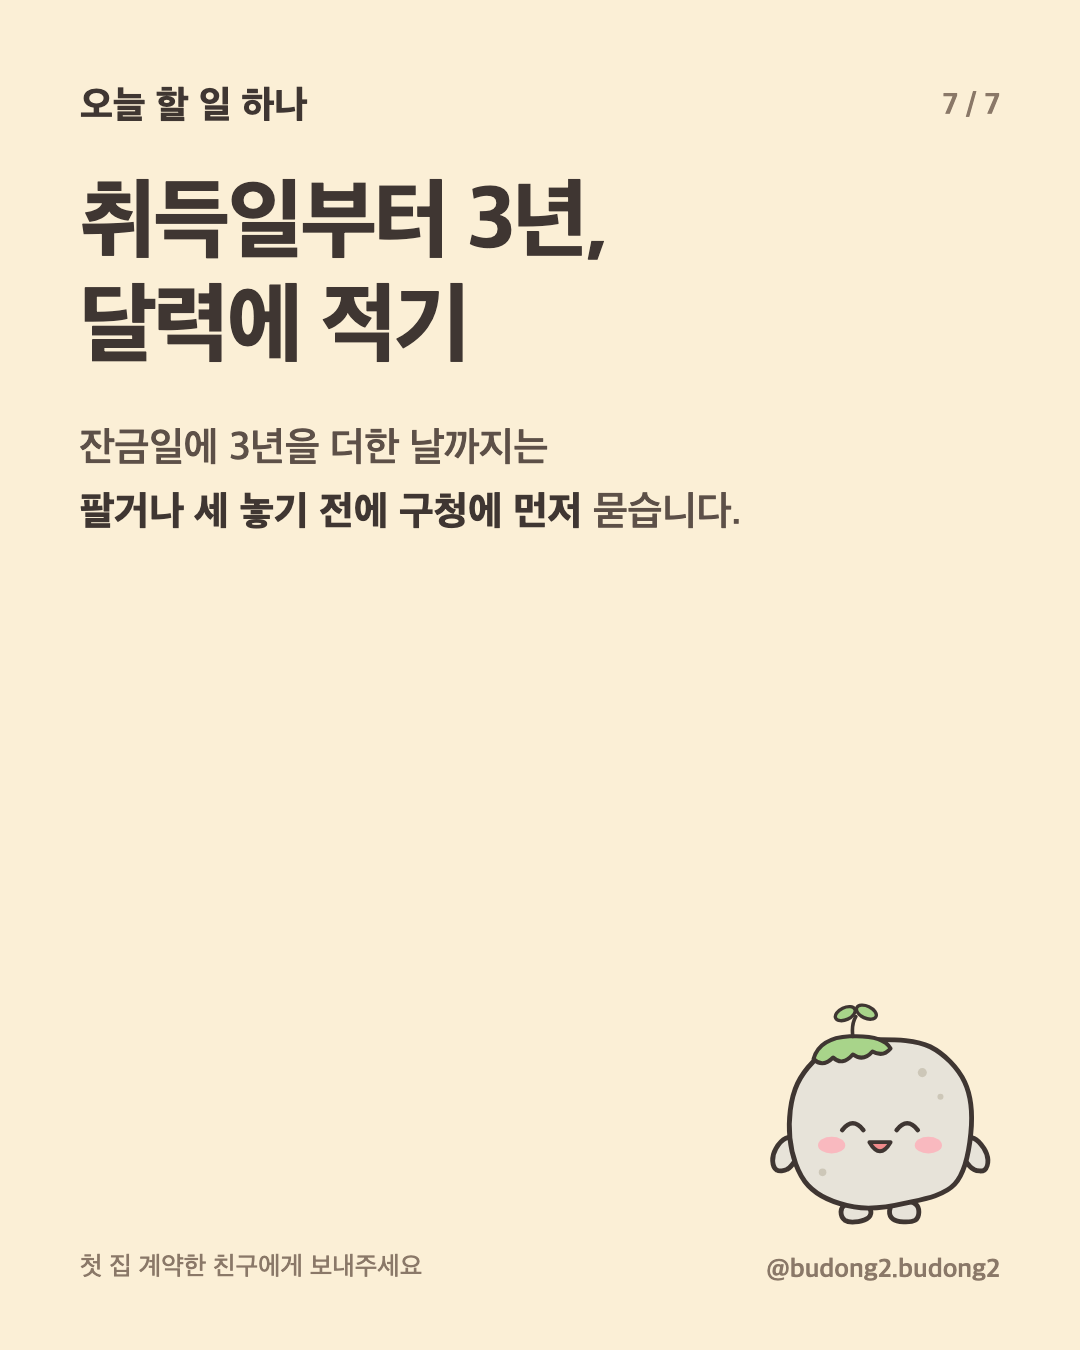 오늘 할 일 하나
7 / 7
취득일부터 3년,
달력에 적기
잔금일에 3년을 더한 날까지는
팔거나 세 놓기 전에 구청에 먼저 묻습니다.
첫 집 계약한 친구에게 보내주세요
@budong2.budong2